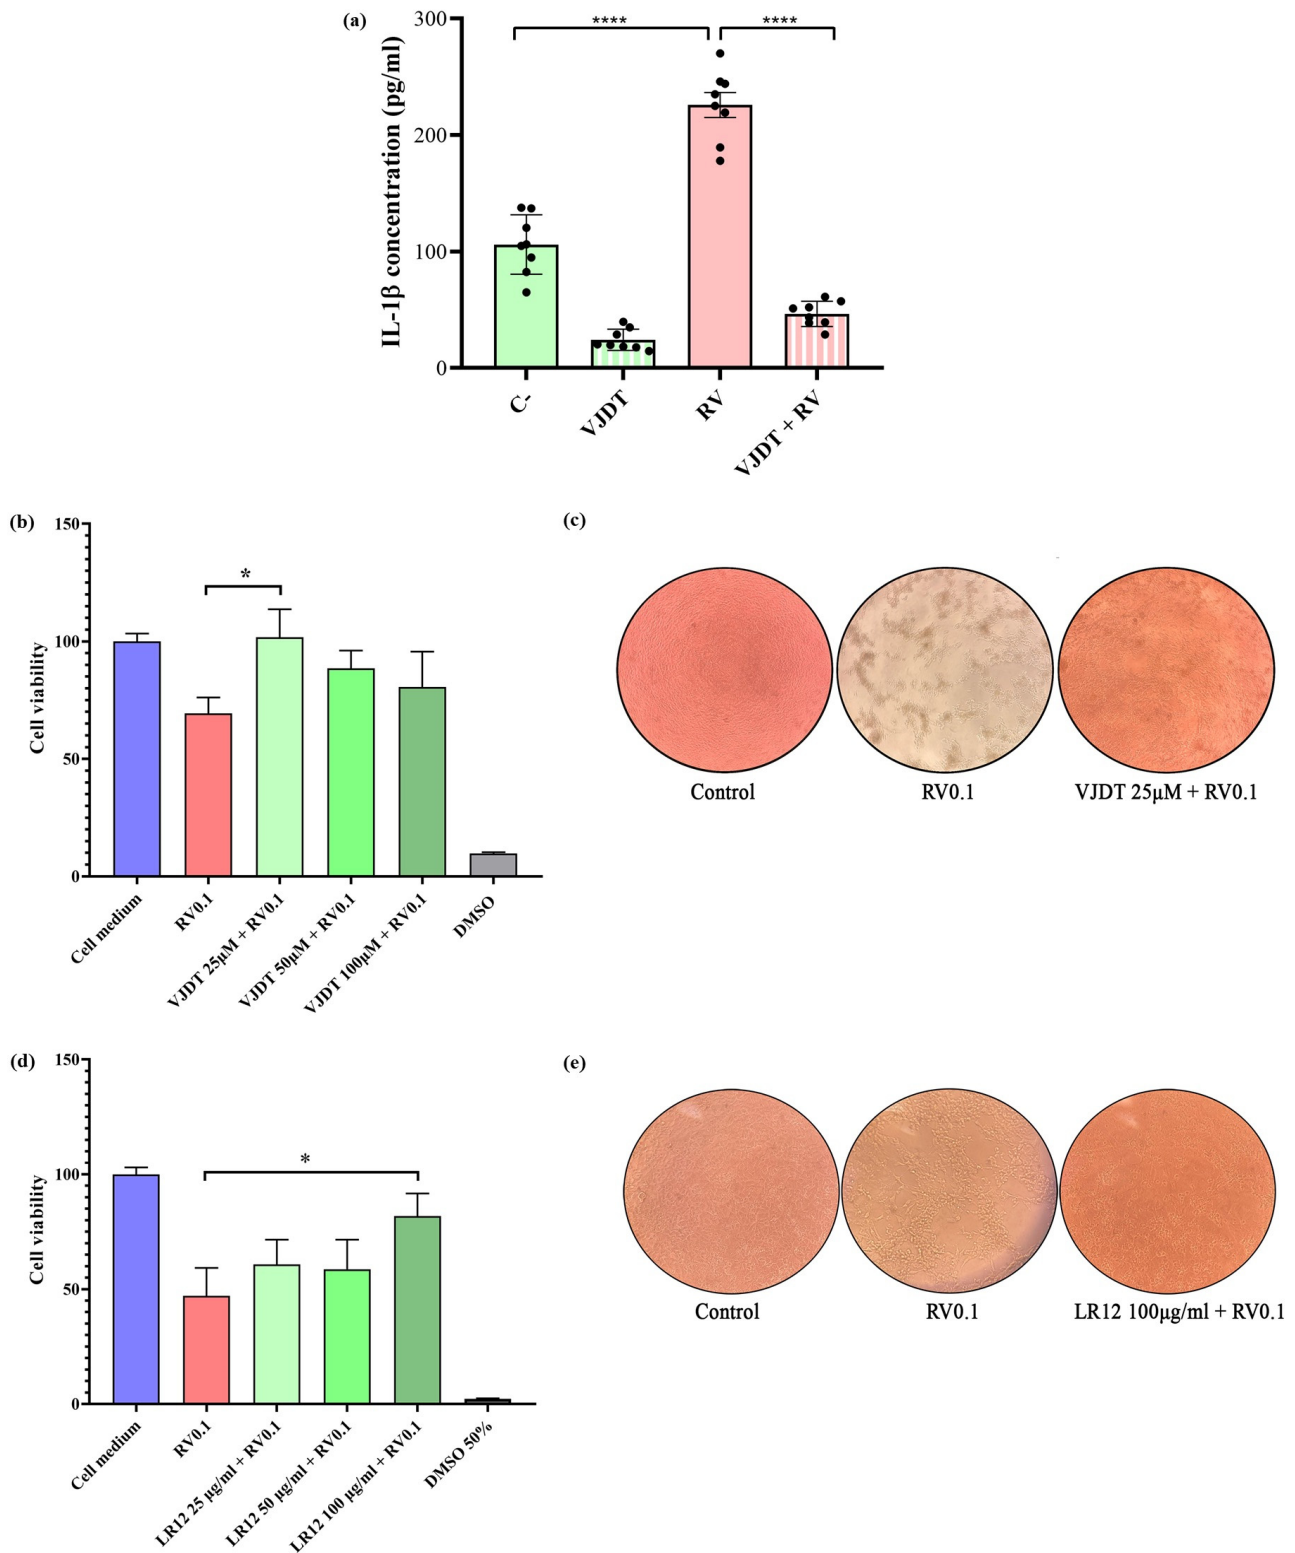 (a)
IL-1β concentration (pg/ml)
300
200
100
0
****
****
C-
VJDT
RV
VJDT + RV
(b)
Cell viability
150
100
50
0
*
Cell medium
RV0.1
VJDT 25μM + RV0.1
VJDT 50μM + RV0.1
VJDT 100μM + RV0.1
DMSO
(c)
Control
RV0.1
VJDT 25μM + RV0.1
(d)
Cell viability
150
100
50
0
*
Cell medium
RV0.1
LR12 25 μg/ml + RV0.1
LR12 50 μg/ml + RV0.1
LR12 100 μg/ml + RV0.1
DMSO 50%
(e)
Control
RV0.1
LR12 100μg/ml + RV0.1